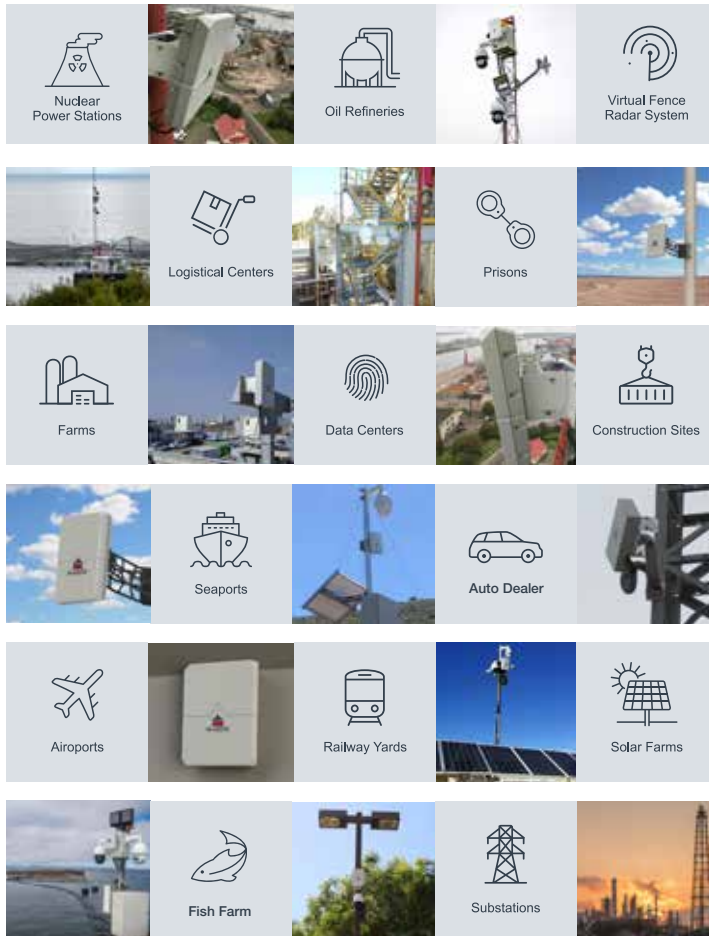 Nuclear
Power Stations
Oil Refineries
Virtual Fence
Radar System
Logistical Centers
Prisons
Farms
Data Centers
Construction Sites
Seaports
Auto Dealer
Airoports
Railway Yards
Solar Farms
Fish Farm
Substations